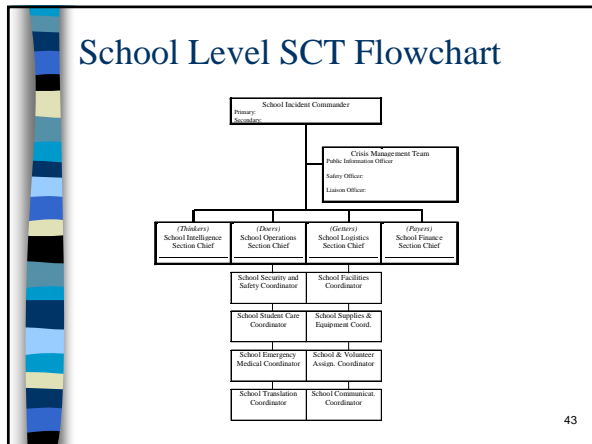 School Level SCT Flowchart
School Incident Commander
Primary:
Secondary:
Crisis Management Team
Public Information Officer
Safety Officer:
Liaison Officer:
(Thinkers)
School Intelligence
Section Chief
(Doers)
School Operations
Section Chief
(Getters)
School Logistics
Section Chief
(Payers)
School Finance
Section Chief
School Security and
Safety Coordinator
School Facilities
Coordinator
School Student Care
Coordinator
School Supplies &
Equipment Coord.
School Emergency
Medical Coordinator
School & Volunteer
Assign. Coordinator
School Translation
Coordinator
School Communicat.
Coordinator
43